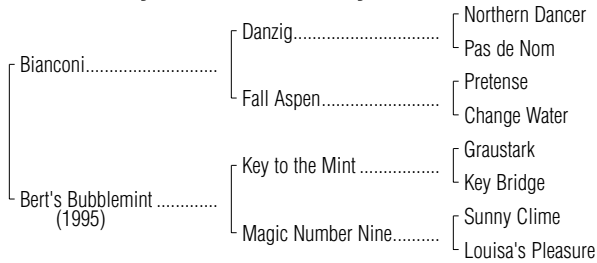 Northern Dancer
Danzig..................................
Pas de Nom
Bianconi...............................
Pretense
Fall Aspen............................
Change Water
Graustark
Key to the Mint ...................
Key Bridge
Bert's Bubblemint ..............
(1995)
Sunny Clime
Magic Number Nine...........
Louisa's Pleasure